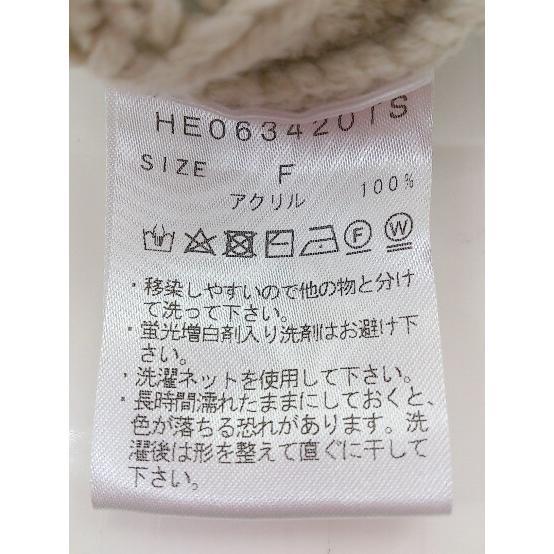 HE063420TS
SIZE F
アクリル 100%
F W
・移染しやすいので他の物と分け
て洗って下さい。
・蛍光増白剤入り洗剤はお避け下
さい。
・洗濯ネットを使用して下さい。
・長時間濡れたままにしておくと、
色が落ちる恐れがあります。洗
濯後は形を整えて直ぐに干して
下さい。